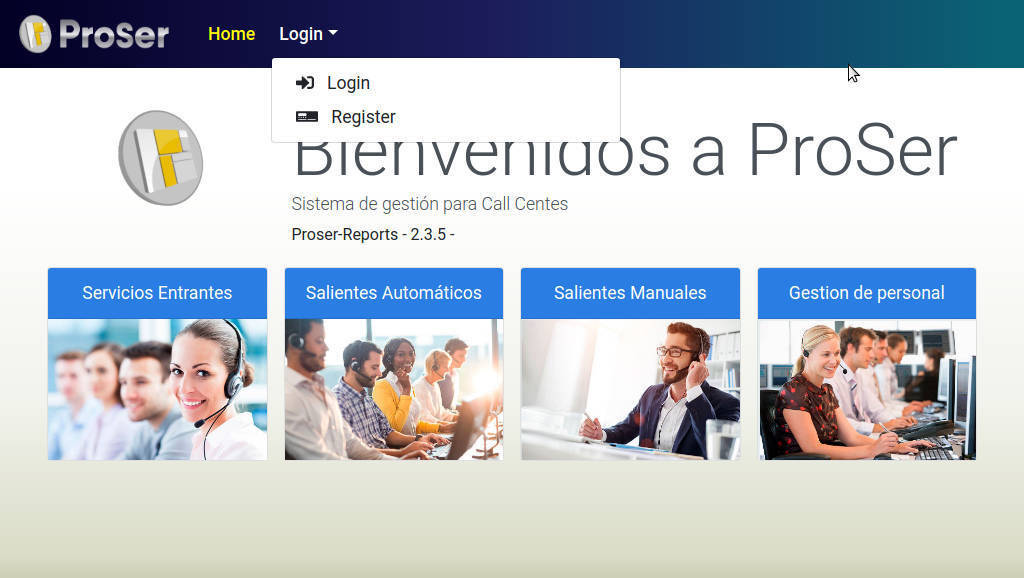 ProSer
Home
Login
Login
Register
Bienvenidos a ProSer
Sistema de gestión para Call Centes
Proser-Reports - 2.3.5 -
Servicios Entrantes
Salientes Automáticos
Salientes Manuales
Gestion de personal